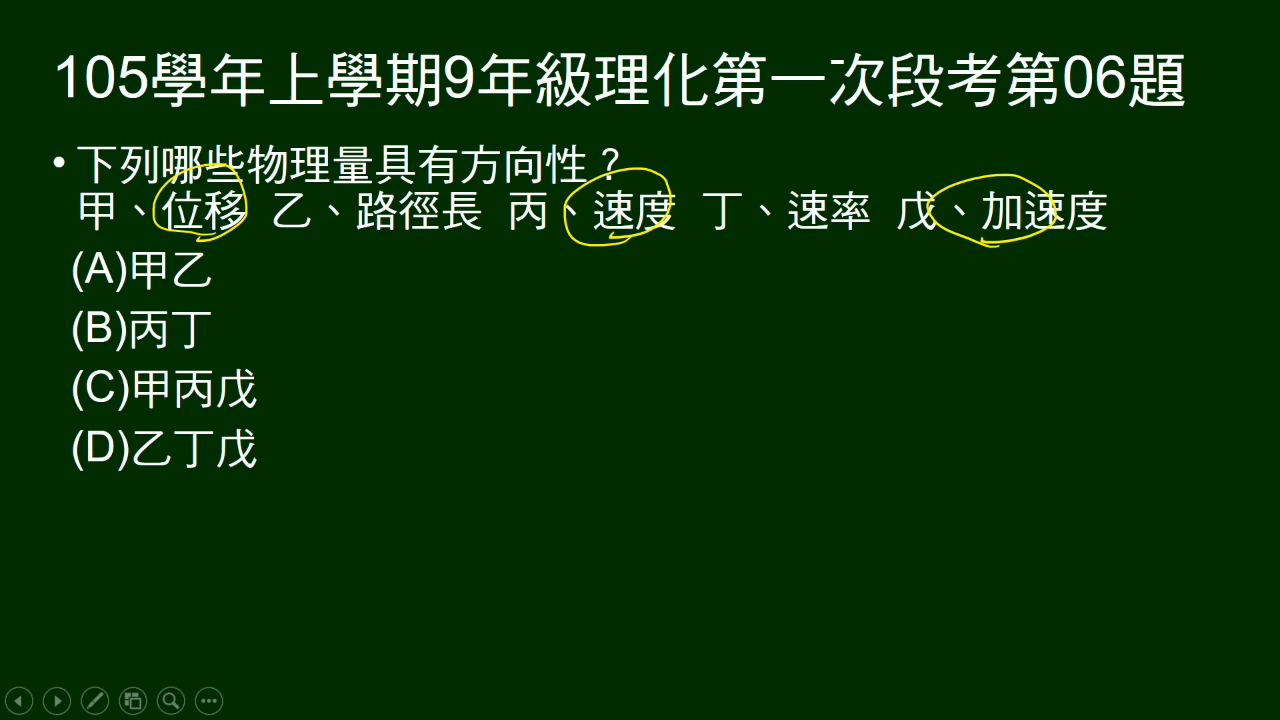 105學年上學期9年級理化第一次段考第06題
• 下列哪些物理量具有方向性？
甲、位移 乙、路徑長 丙、速度 丁、速率 戊、加速度
(A)甲乙
(B)丙丁
(C)甲丙戊
(D)乙丁戊